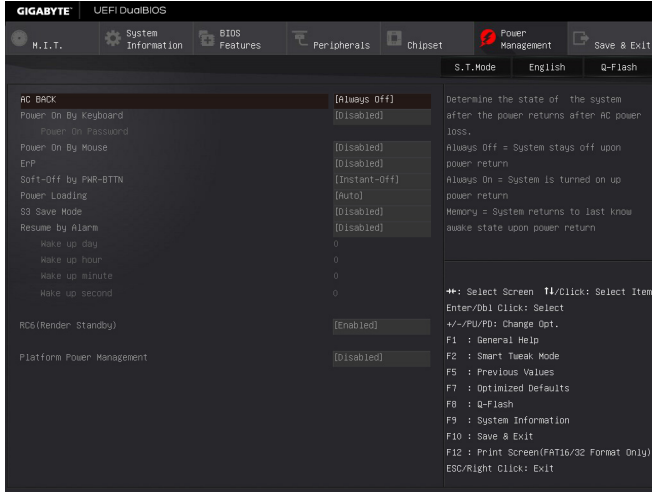 GIGABYTE™ UEFI DualBIOS
M.I.T. System Information BIOS Features Peripherals Chipset Power Management Save & Exit
S.T.Mode English Q-Flash
AC BACK [Always Off]
Power On By Keyboard [Disabled]
Power On Password
Power On By Mouse [Disabled]
ErP [Disabled]
Soft-Off by PWR-BTTN [Instant-Off]
Power Loading [Auto]
S3 Save Mode [Disabled]
Resume by Alarm [Disabled]
Wake up day 0
Wake up hour 0
Wake up minute 0
Wake up second 0
RC6(Render Standby) [Enabled]
Platform Power Management [Disabled]
Determine the state of the system
after the power returns after AC power
loss.
Always Off = System stays off upon
power return
Always On = System is turned on up
power return
Memory = System returns to last know
awake state upon power return
→←: Select Screen ↑↓/Click: Select Item
Enter/Dbl Click: Select
+/-/PU/PD: Change Opt.
F1 : General Help
F2 : Smart Tweak Mode
F5 : Previous Values
F7 : Optimized Defaults
F8 : Q-Flash
F9 : System Information
F10 : Save & Exit
F12 : Print Screen(FAT16/32 Format Only)
ESC/Right Click: Exit